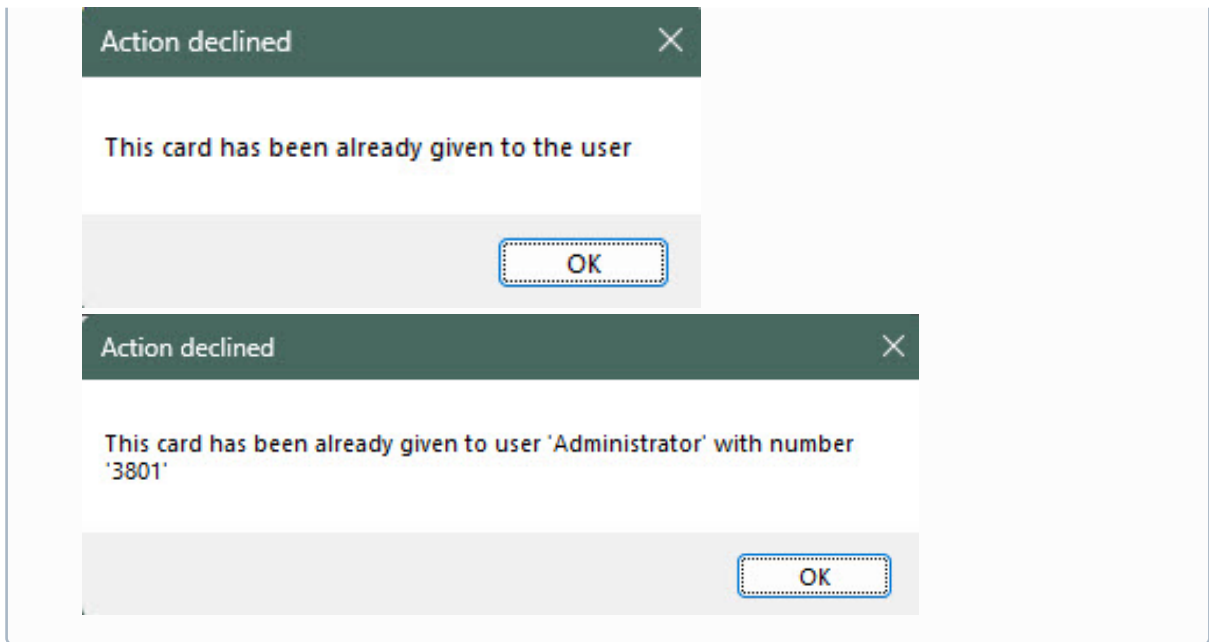 Action declined
This card has been already given to the user
OK
Action declined
This card has been already given to user 'Administrator' with number
'3801'
OK